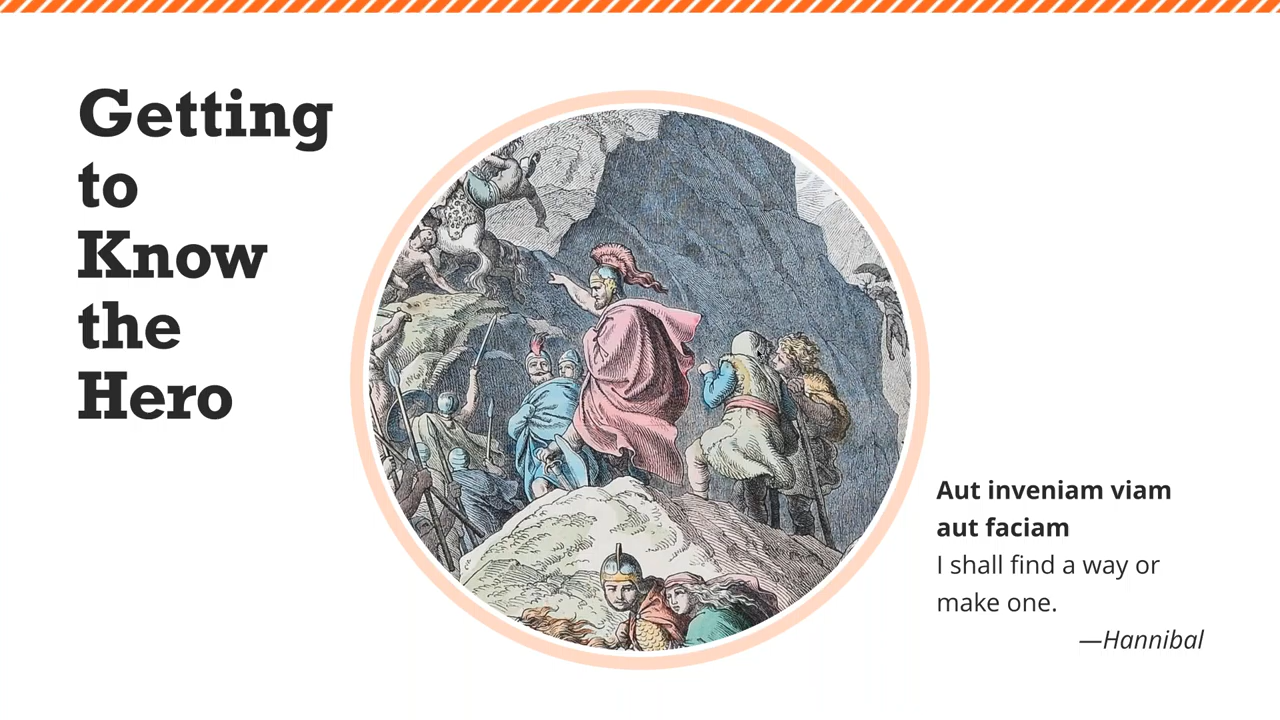 Getting
to
Know
the
Hero
Aut inveniam viam
aut faciam
I shall find a way or
make one.
—Hannibal